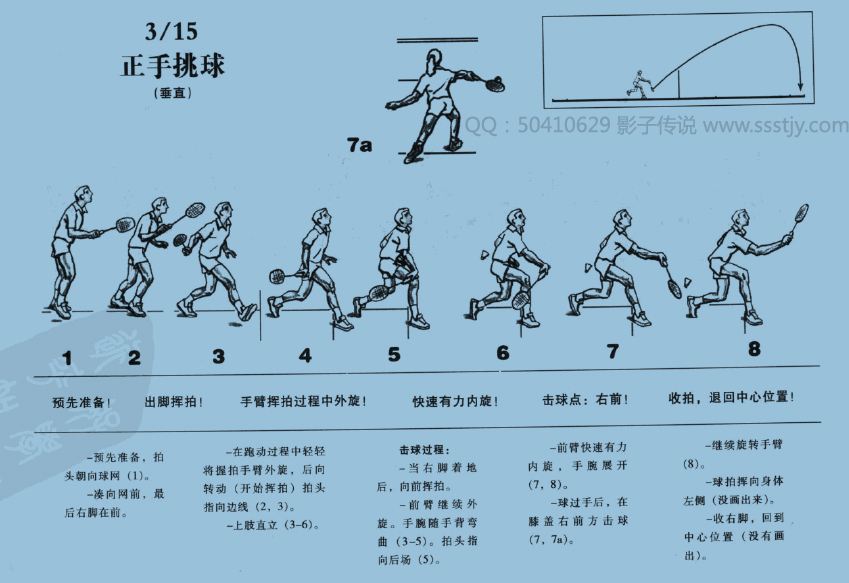 3/15
正手挑球
(垂直)
7a
QQ：50410629 影子传说 www.ssstjy.com
1 2 3 4 5 6 7 8
预先准备！ 出脚挥拍！ 手臂挥拍过程中外旋！ 快速有力内旋！ 击球点：右前！ 收拍，退回中心位置！
-预先准备，拍
头朝向球网（1）。
-凑向网前，最
后右脚在前。
-在跑动过程中轻轻
将握拍手臂外旋，后向
转动（开始挥拍）拍头
指向边线（2，3）。
-上肢直立（3-6）。
击球过程：
-当右脚着地
后，向前挥拍。
-前臂继续外
旋。手腕随手背弯
曲（3-5）。拍头指
向后场（5）。
-前臂快速有力
内旋，手腕展开
（7，8）。
-球过手后，在
膝盖右前方击球
（7，7a）。
-继续旋转手臂
（8）。
-球拍挥向身体
左侧（没画出来）。
-收右脚，回到
中心位置（没有画
出）。